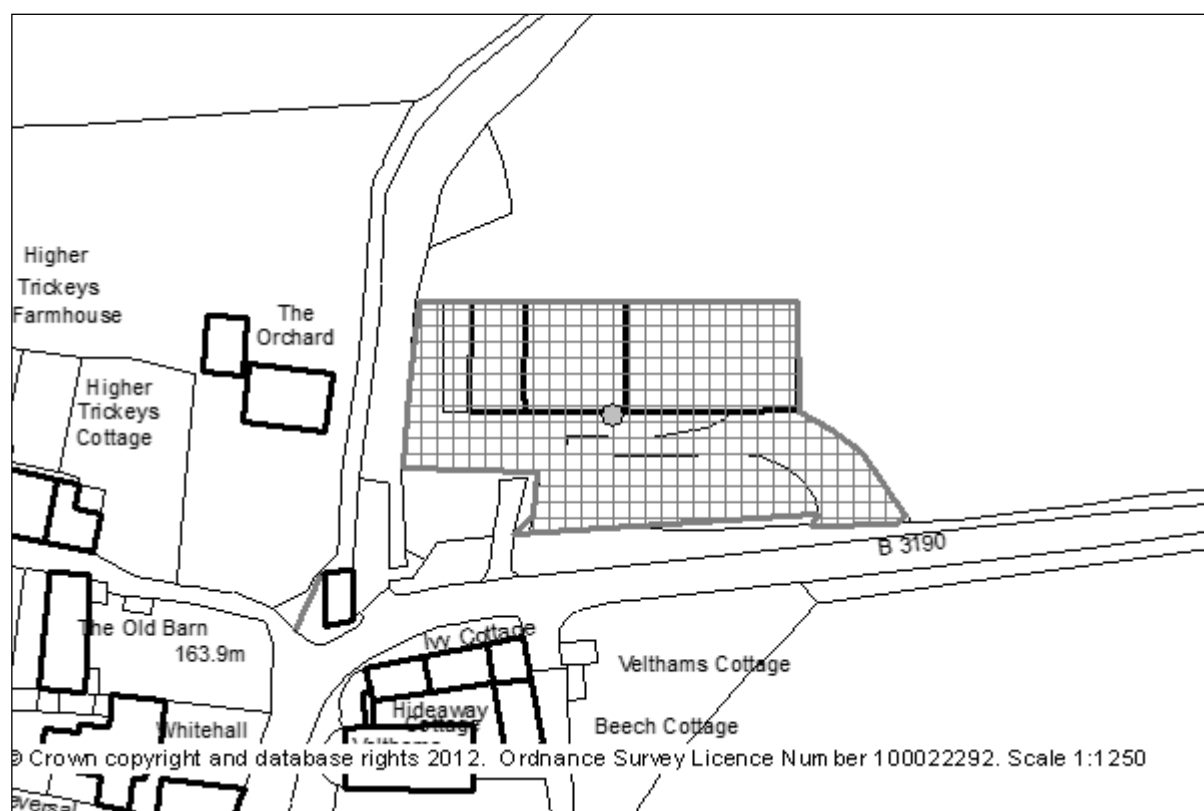 Higher
Trickeys
Farmhouse
The
Orchard
Higher
Trickeys
Cottage
B 3190
The Old Barn
163.9m
Ivy Cottage
Velthams Cottage
Hideaway
Cottage
Beech Cottage
Whitehall
Velthams
© Crown copyright and database rights 2012. Ordnance Survey Licence Number 100022292. Scale 1:1250